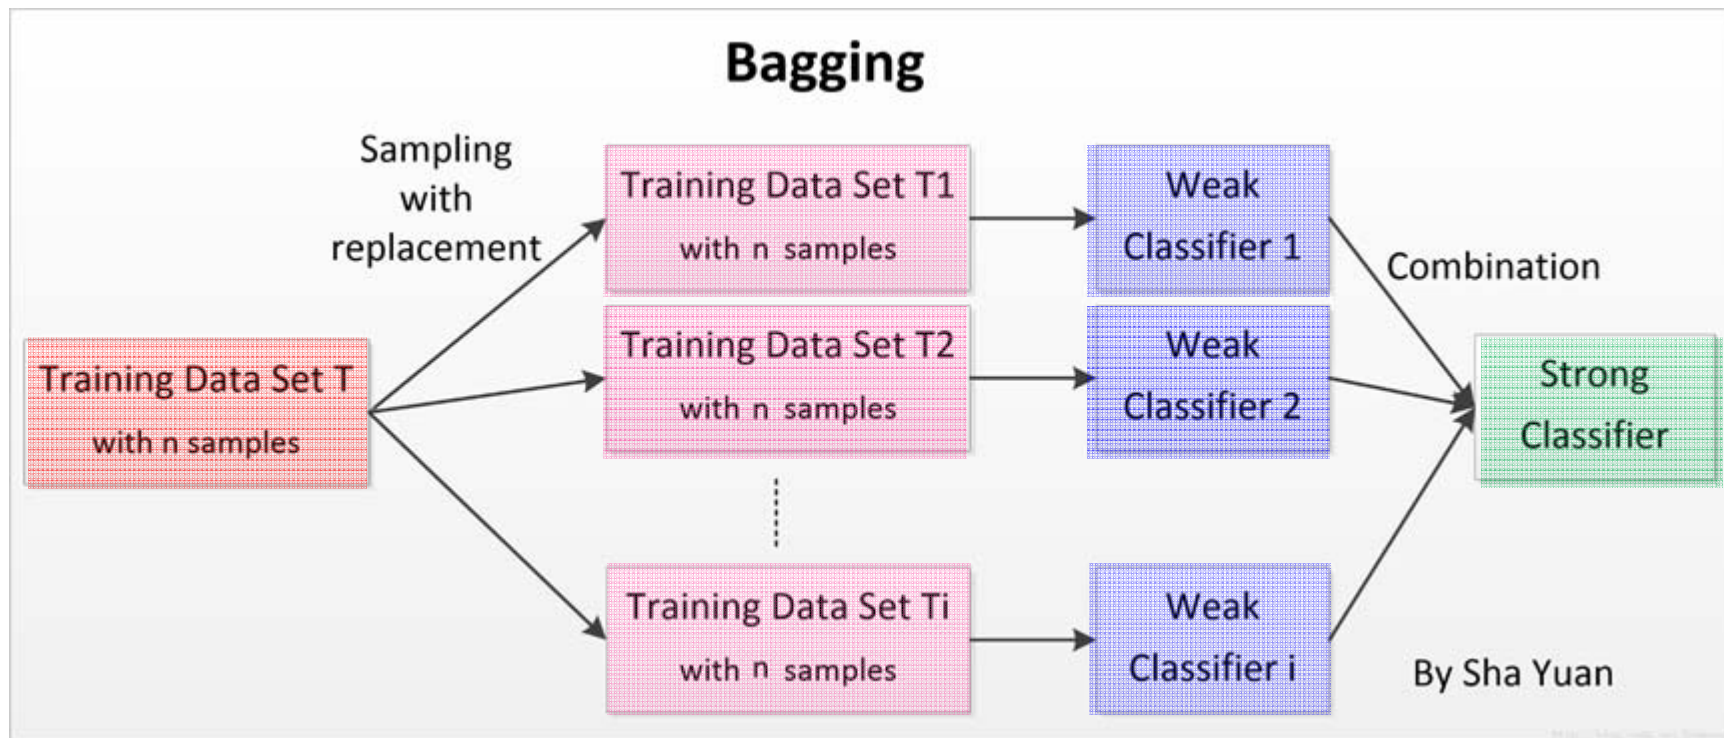 Bagging
Sampling
with
replacement
Training Data Set T
with n samples
Training Data Set T1
with n samples
Training Data Set T2
with n samples
Training Data Set Ti
with n samples
Weak
Classifier 1
Weak
Classifier 2
Weak
Classifier i
Combination
Strong
Classifier
By Sha Yuan